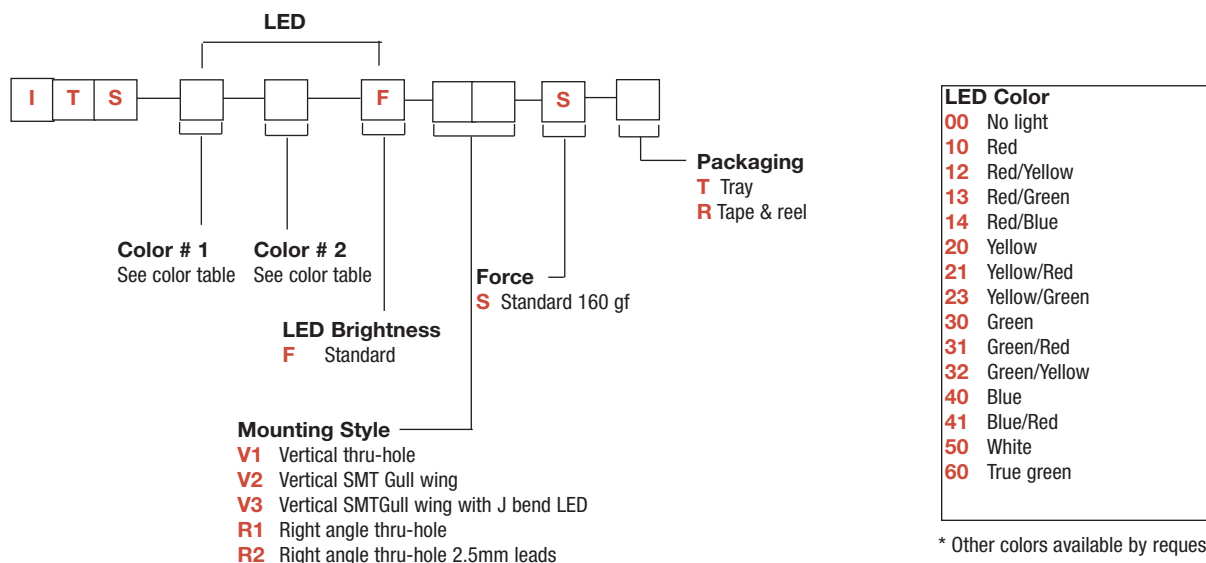 LED
I T S F S
Packaging
T Tray
R Tape & reel
Color # 1
See color table
Color # 2
See color table
Force
S Standard 160 gf
LED Brightness
F Standard
Mounting Style
V1 Vertical thru-hole
V2 Vertical SMT Gull wing
V3 Vertical SMTGull wing with J bend LED
R1 Right angle thru-hole
R2 Right angle thru-hole 2.5mm leads
LED Color
00 No light
10 Red
12 Red/Yellow
13 Red/Green
14 Red/Blue
20 Yellow
21 Yellow/Red
23 Yellow/Green
30 Green
31 Green/Red
32 Green/Yellow
40 Blue
41 Blue/Red
50 White
60 True green
* Other colors available by reques